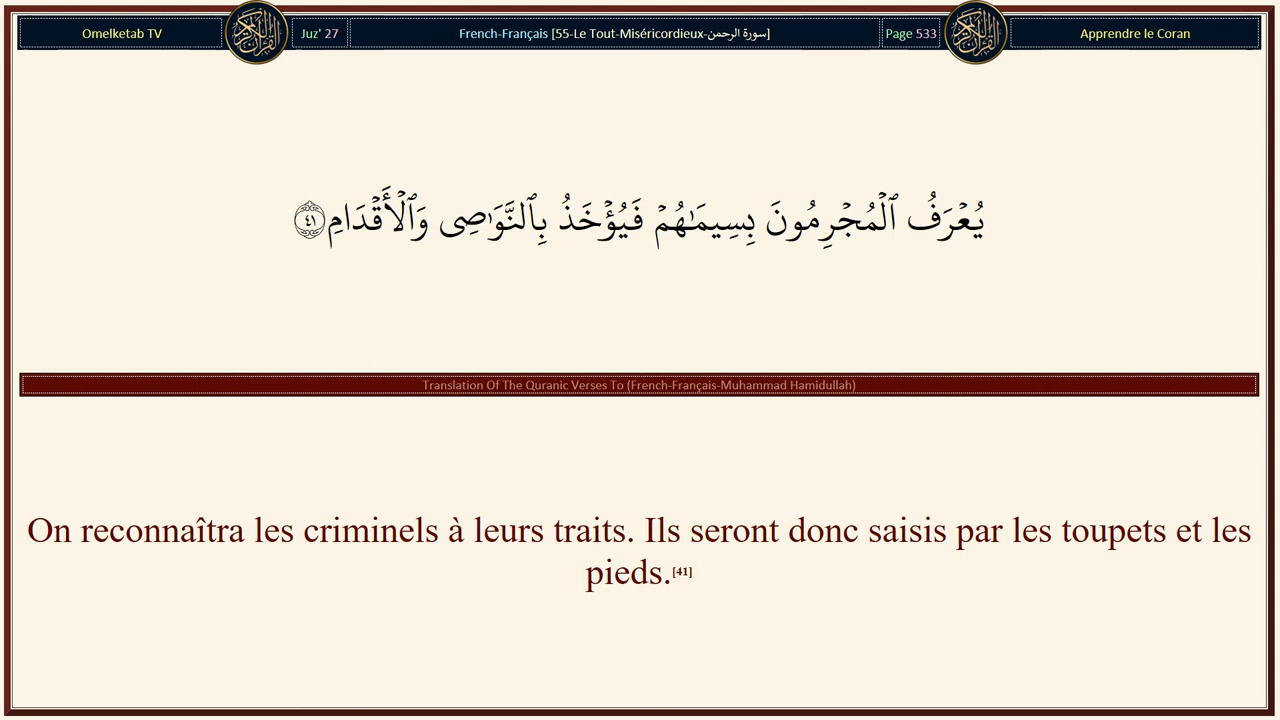 Omelketab TV
Juz' 27
French-Français [55-Le Tout-Miséricordieux-سورة الرحمن]
Page 533
Apprendre le Coran
يُعۡرَفُ ٱلۡمُجۡرِمُونَ بِسِيمَٰهُمۡ فَيُؤۡخَذُ بِٱلنَّوَٰصِي وَٱلۡأَقۡدَامِ ٤١
Translation Of The Quranic Verses To (French-Français-Muhammad Hamidullah)
On reconnaîtra les criminels à leurs traits. Ils seront donc saisis par les toupets et les
pieds.[41]